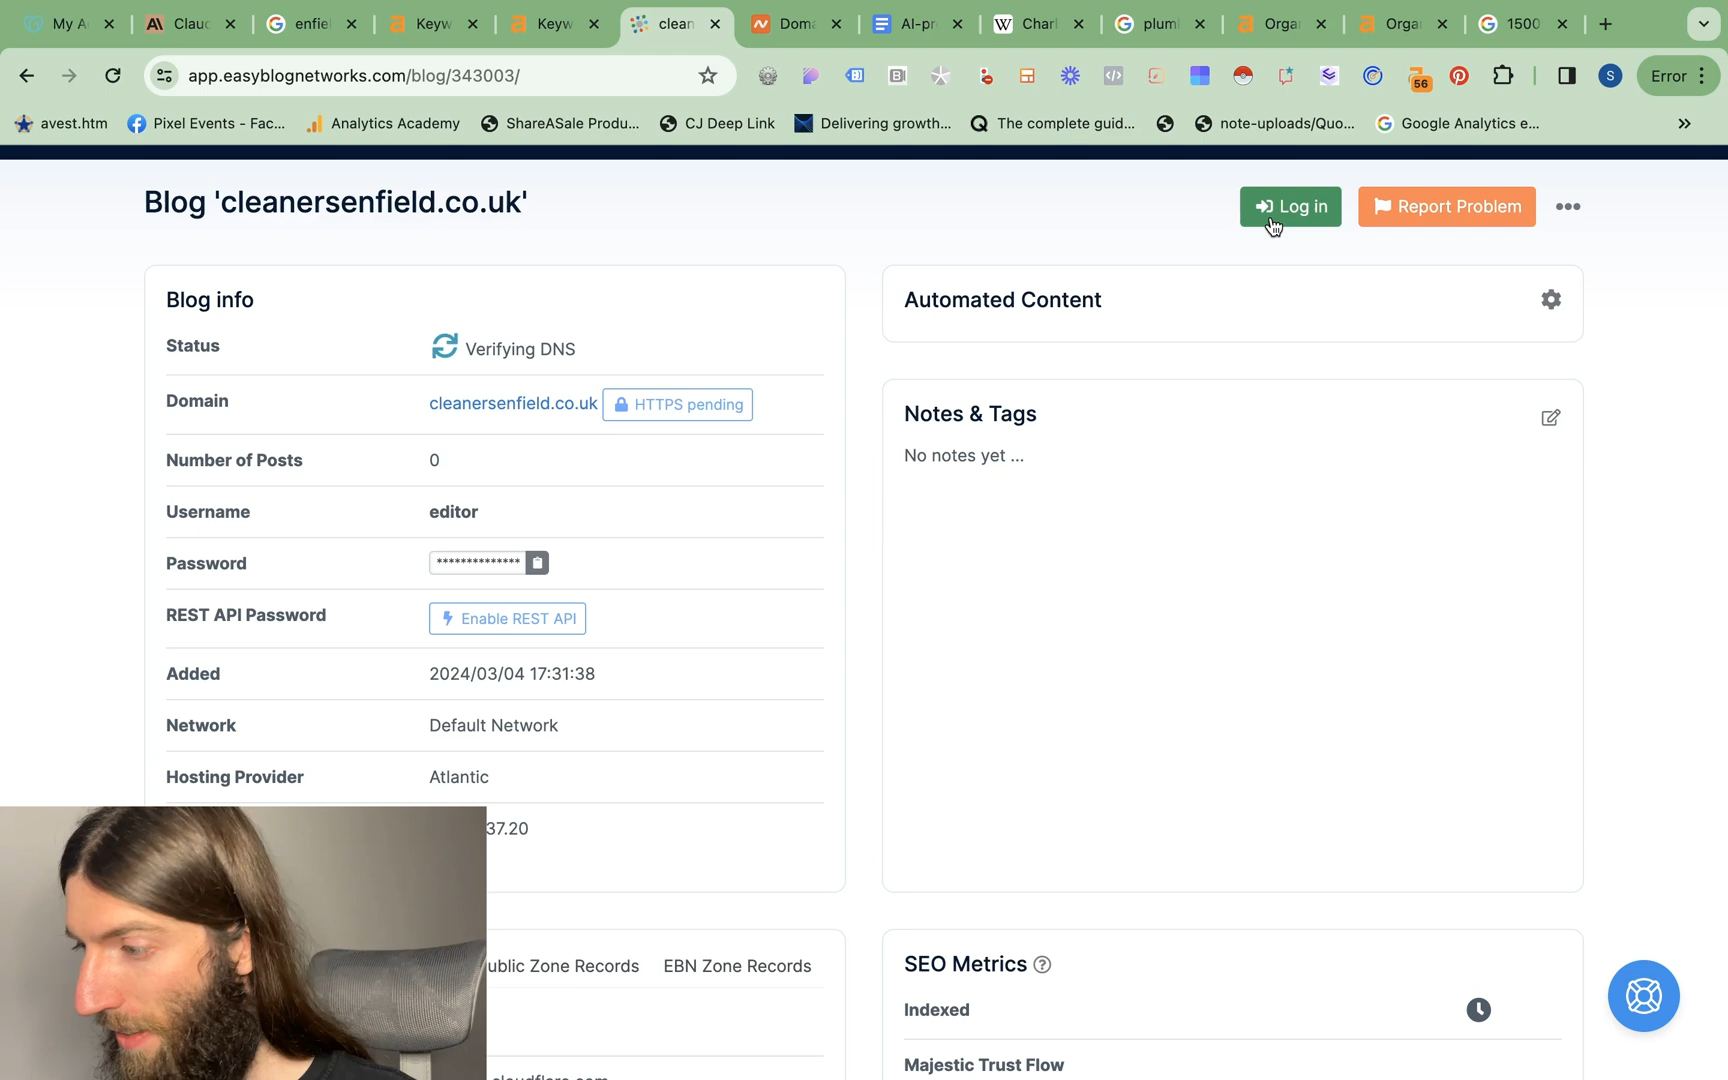 My A
Claud
enfie
Keyw
Keyw
clean
Doma
AI-pr
Charl
plum
Orga
Orga
1500
app.easyblognetworks.com/blog/343003/
56
S
Error
avest.htm
Pixel Events - Fac...
Analytics Academy
ShareASale Produ...
CJ Deep Link
Delivering growth...
The complete guid...
note-uploads/Quo...
Google Analytics e...
»
Blog 'cleanersenfield.co.uk'
Log in
Report Problem
Blog info
Status
Verifying DNS
Domain
cleanersenfield.co.uk
HTTPS pending
Number of Posts
0
Username
editor
Password
**************
REST API Password
Enable REST API
Added
2024/03/04 17:31:38
Network
Default Network
Hosting Provider
Atlantic
37.20
ublic Zone Records
EBN Zone Records
Automated Content
Notes & Tags
No notes yet ...
SEO Metrics
Indexed
Majestic Trust Flow